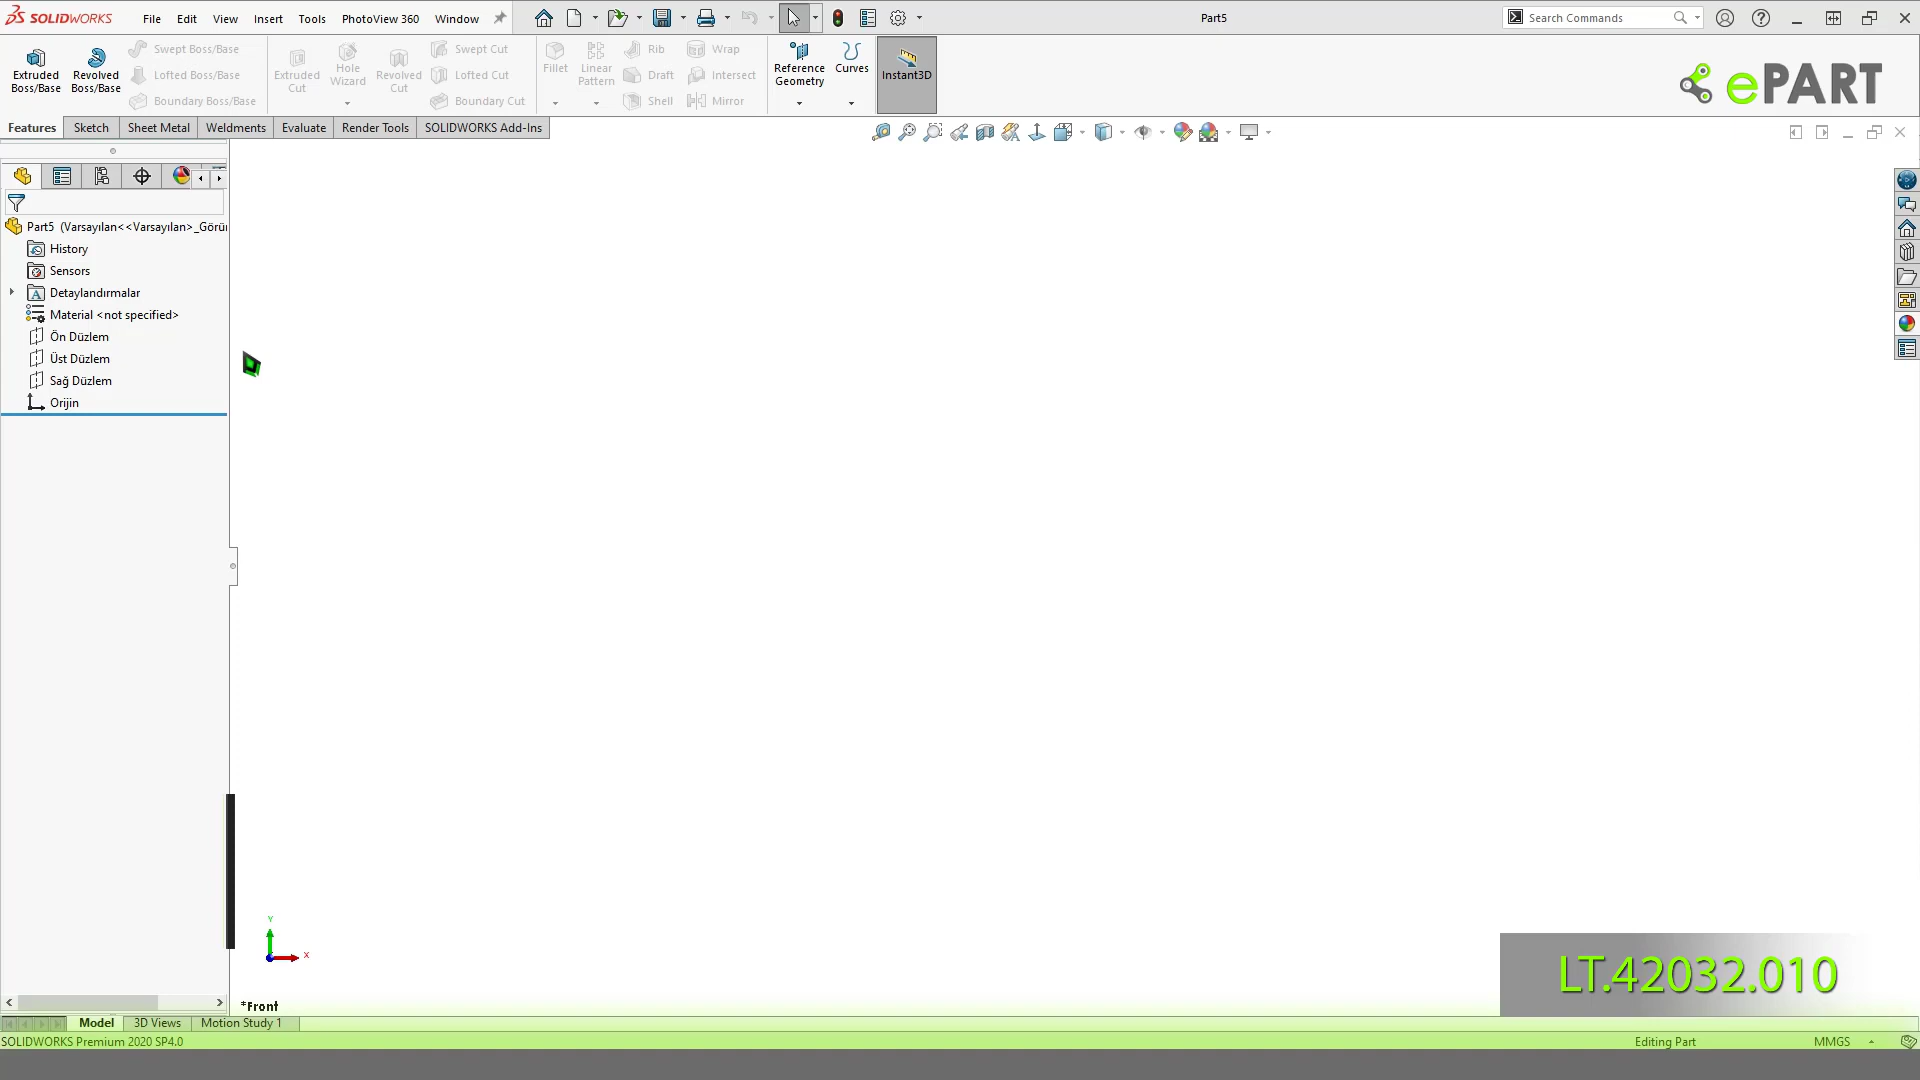 SOLIDWORKS
File
Edit
View
Insert
Tools
PhotoView 360
Window
Part5
Search Commands
Extruded Boss/Base
Revolved Boss/Base
Swept Boss/Base
Lofted Boss/Base
Boundary Boss/Base
Extruded Cut
Hole Wizard
Revolved Cut
Swept Cut
Lofted Cut
Boundary Cut
Fillet
Linear Pattern
Rib
Draft
Shell
Wrap
Intersect
Mirror
Reference Geometry
Curves
Instant3D
ePART
Features
Sketch
Sheet Metal
Weldments
Evaluate
Render Tools
SOLIDWORKS Add-Ins
Part5 (Varsayılan<<Varsayılan>_Görür
History
Sensors
Detaylandırmalar
Material <not specified>
Ön Düzlem
Üst Düzlem
Sağ Düzlem
Orijin
Y
X
*Front
LT.42032.010
Model
3D Views
Motion Study 1
SOLIDWORKS Premium 2020 SP4.0
Editing Part
MMGS